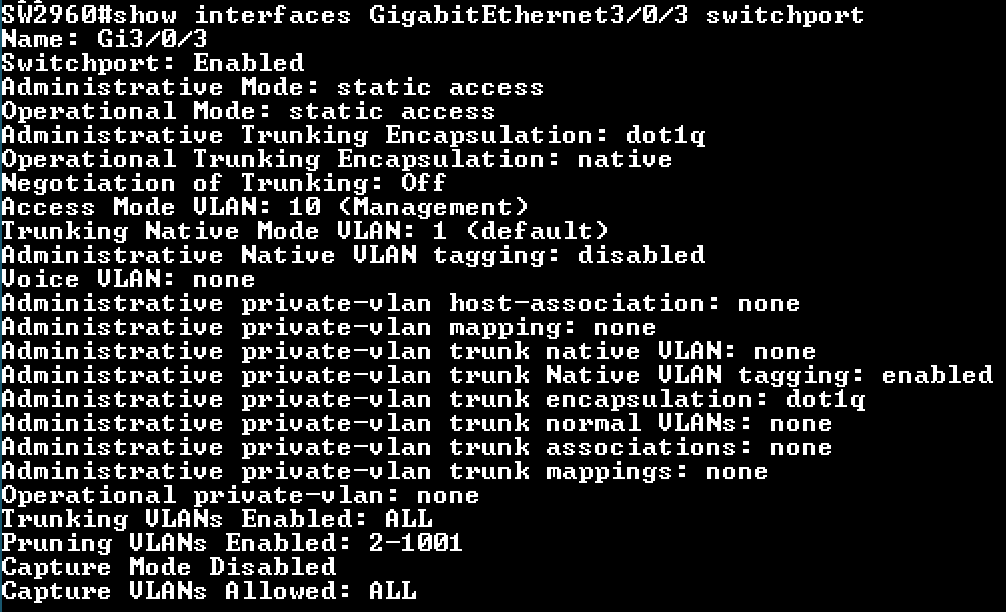 SW2960#show interfaces GigabitEthernet3/0/3 switchport
Name: Gi3/0/3
Switchport: Enabled
Administrative Mode: static access
Operational Mode: static access
Administrative Trunking Encapsulation: dot1q
Operational Trunking Encapsulation: native
Negotiation of Trunking: Off
Access Mode VLAN: 10 (Management)
Trunking Native Mode VLAN: 1 (default)
Administrative Native VLAN tagging: disabled
Voice VLAN: none
Administrative private-vlan host-association: none
Administrative private-vlan mapping: none
Administrative private-vlan trunk native VLAN: none
Administrative private-vlan trunk Native VLAN tagging: enabled
Administrative private-vlan trunk encapsulation: dot1q
Administrative private-vlan trunk normal VLANs: none
Administrative private-vlan trunk associations: none
Administrative private-vlan trunk mappings: none
Operational private-vlan: none
Trunking VLANs Enabled: ALL
Pruning VLANs Enabled: 2-1001
Capture Mode Disabled
Capture VLANs Allowed: ALL